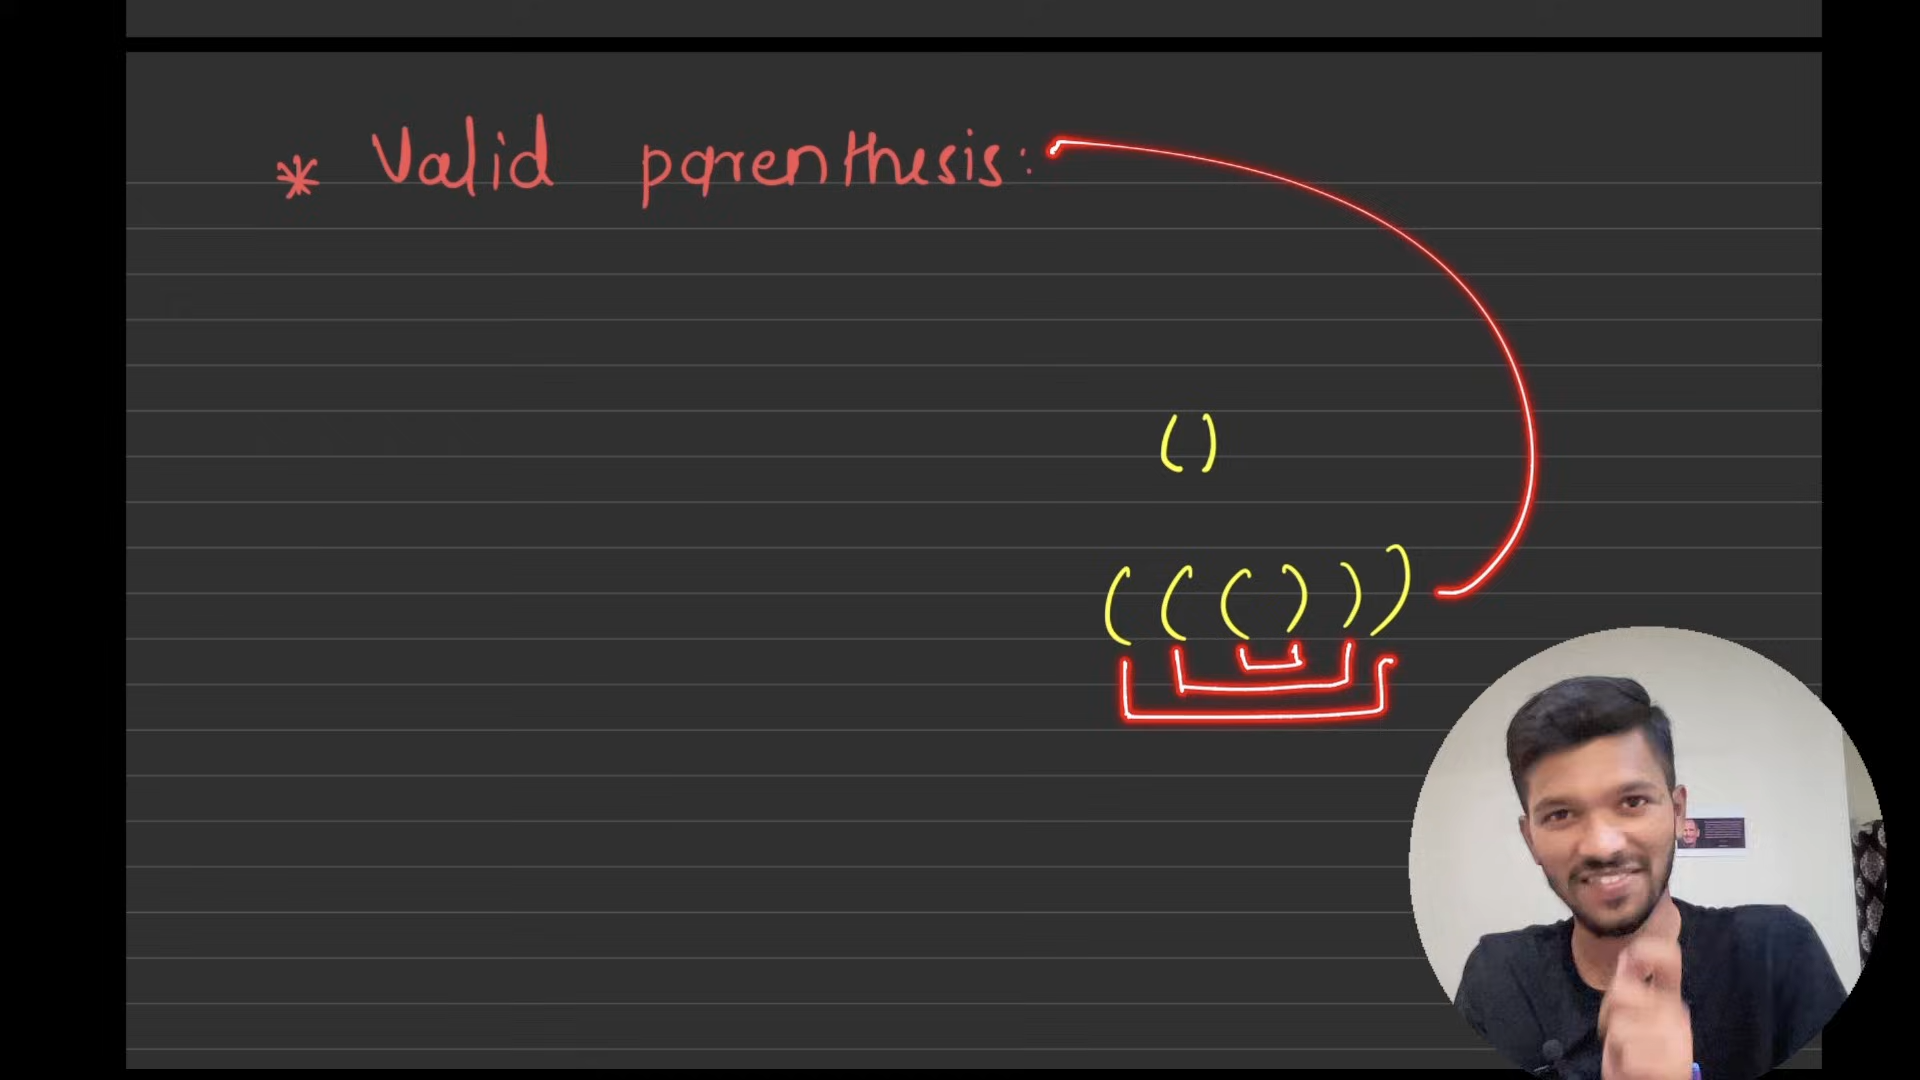 * Valid parenthesis:
()
((()))